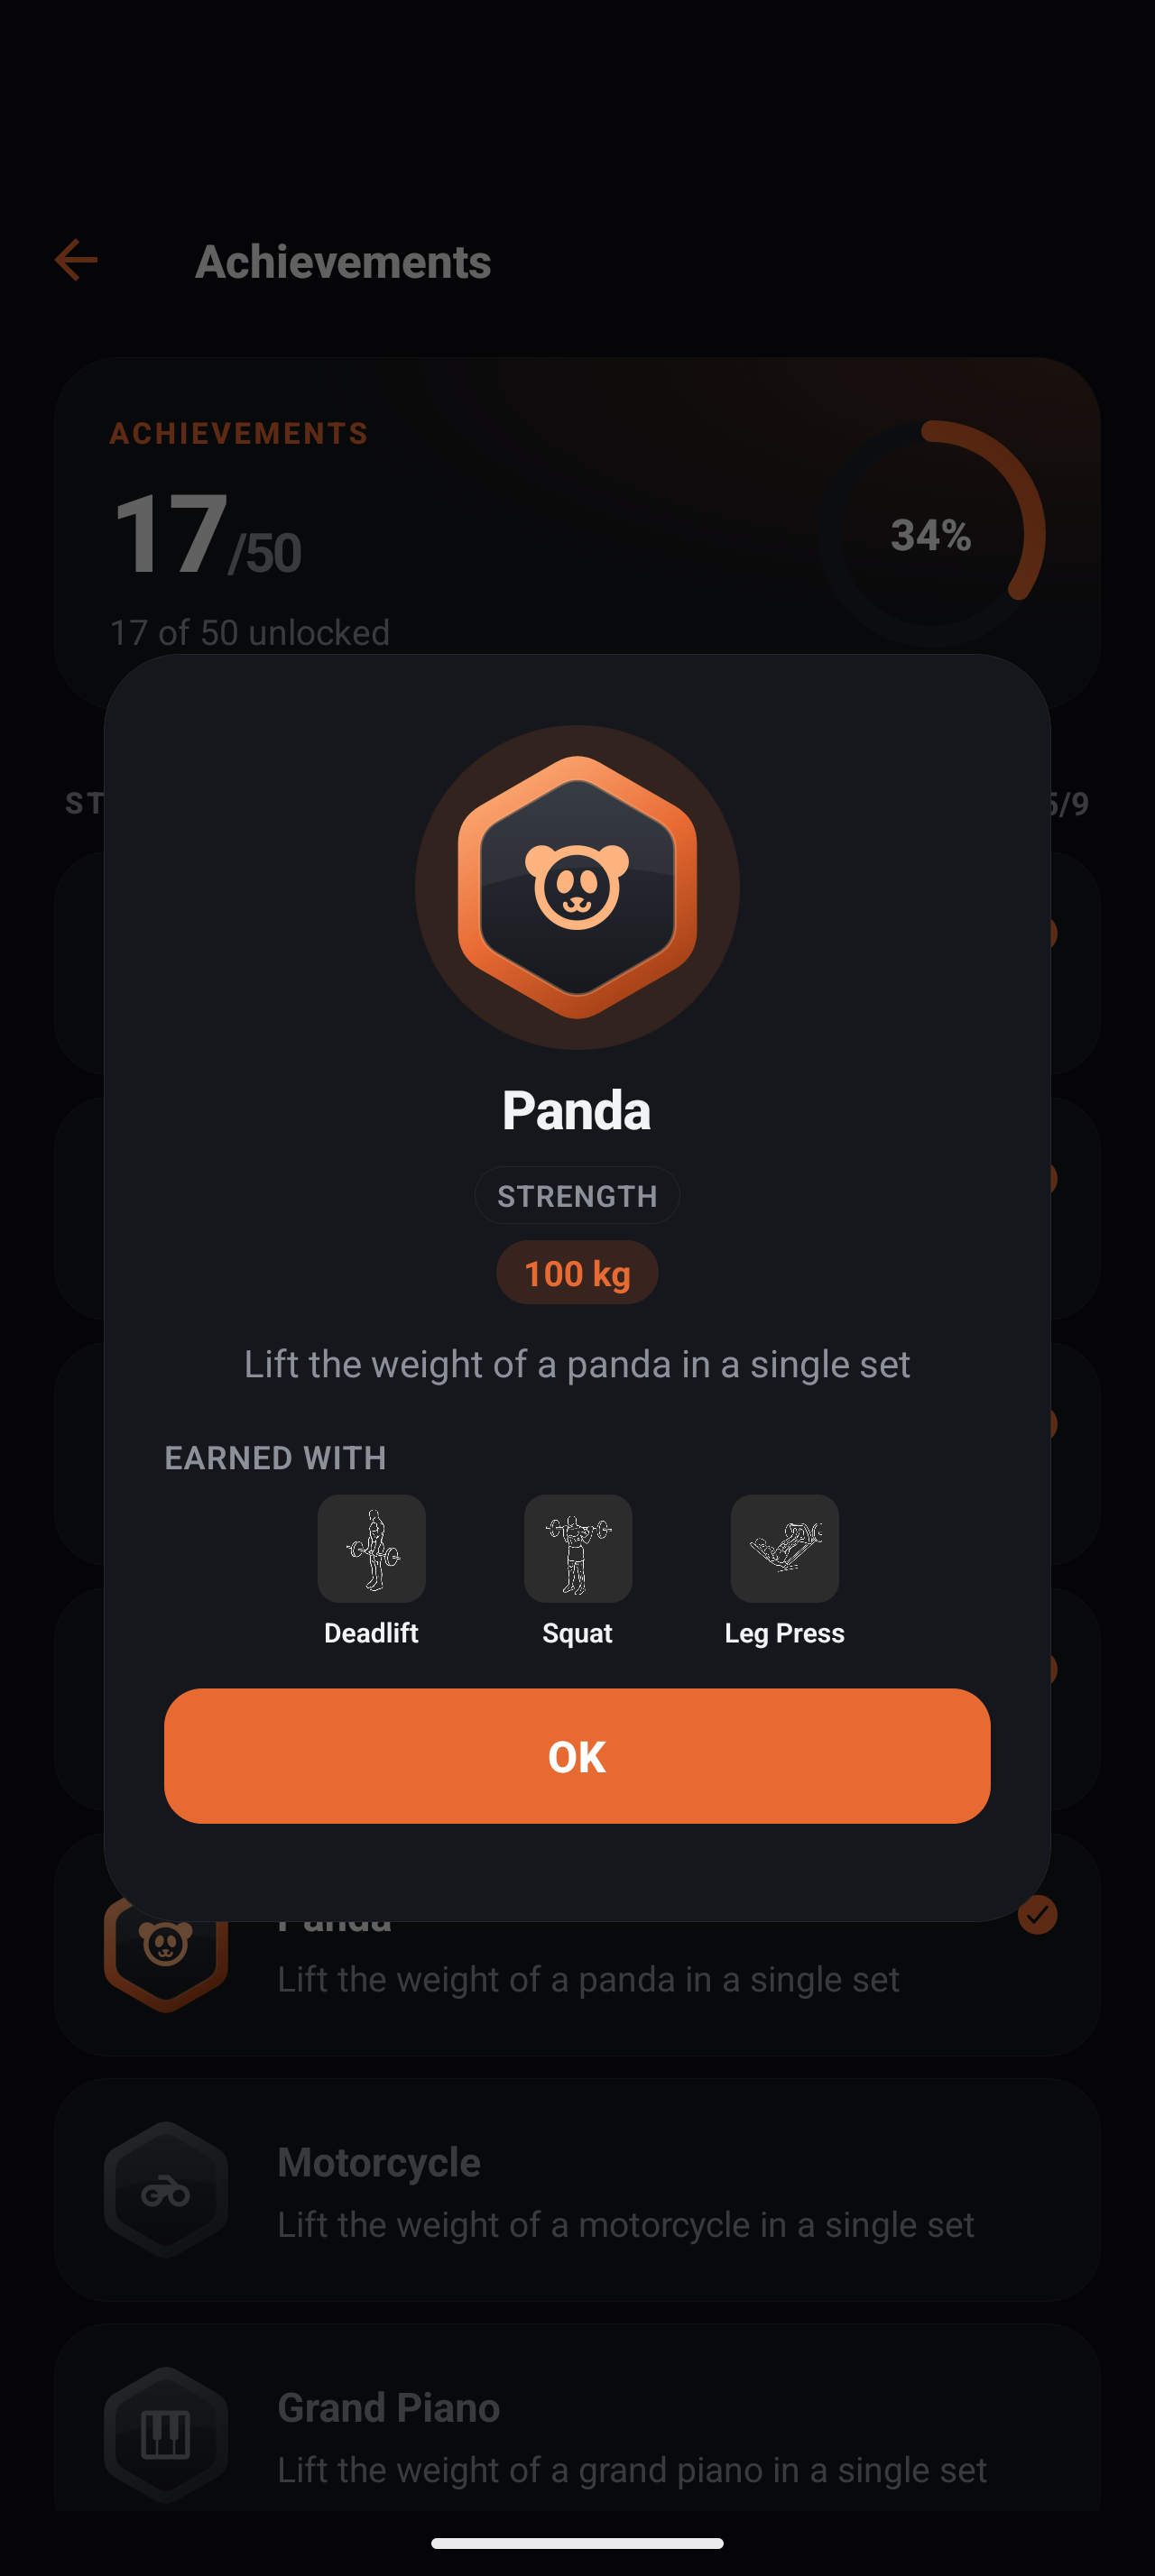 Achievements
ACHIEVEMENTS
17/50
34%
17 of 50 unlocked
Panda
STRENGTH
100 kg
Lift the weight of a panda in a single set
EARNED WITH
Deadlift
Squat
Leg Press
OK
Panda
Lift the weight of a panda in a single set
Motorcycle
Lift the weight of a motorcycle in a single set
Grand Piano
Lift the weight of a grand piano in a single set